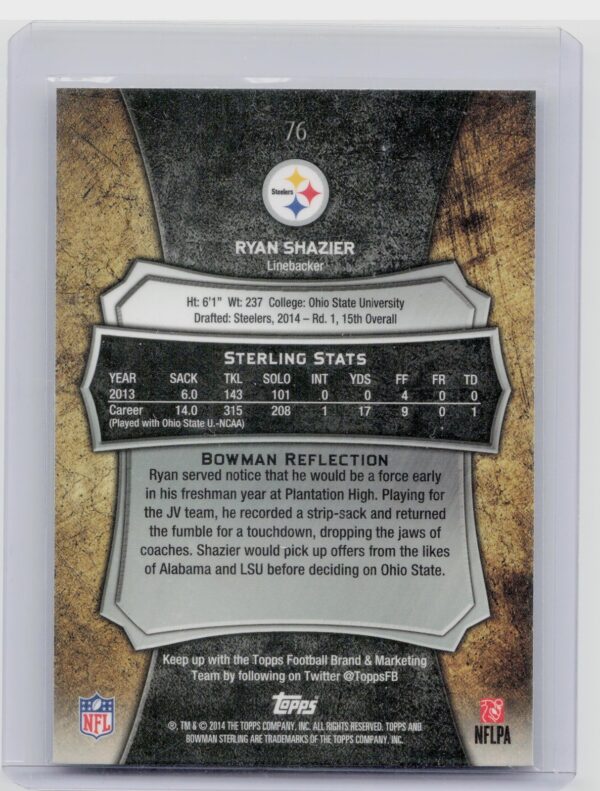 76
Steelers
RYAN SHAZIER
Linebacker
Ht: 6'1" Wt: 237 College: Ohio State University
Drafted: Steelers, 2014 – Rd. 1, 15th Overall
STERLING STATS
YEAR SACK TKL SOLO INT YDS FF FR TD
2013 6.0 143 101 0 0 4 0 0
Career 14.0 315 208 1 17 9 0 1
(Played with Ohio State U.-NCAA)
BOWMAN REFLECTION
Ryan served notice that he would be a force early
in his freshman year at Plantation High. Playing for
the JV team, he recorded a strip-sack and returned
the fumble for a touchdown, dropping the jaws of
coaches. Shazier would pick up offers from the likes
of Alabama and LSU before deciding on Ohio State.
Keep up with the Topps Football Brand & Marketing
Team by following on Twitter @ToppsFB
NFL
Topps
NFLPA
®, TM & © 2014 THE TOPPS COMPANY, INC. ALL RIGHTS RESERVED. TOPPS AND
BOWMAN STERLING ARE TRADEMARKS OF THE TOPPS COMPANY, INC.